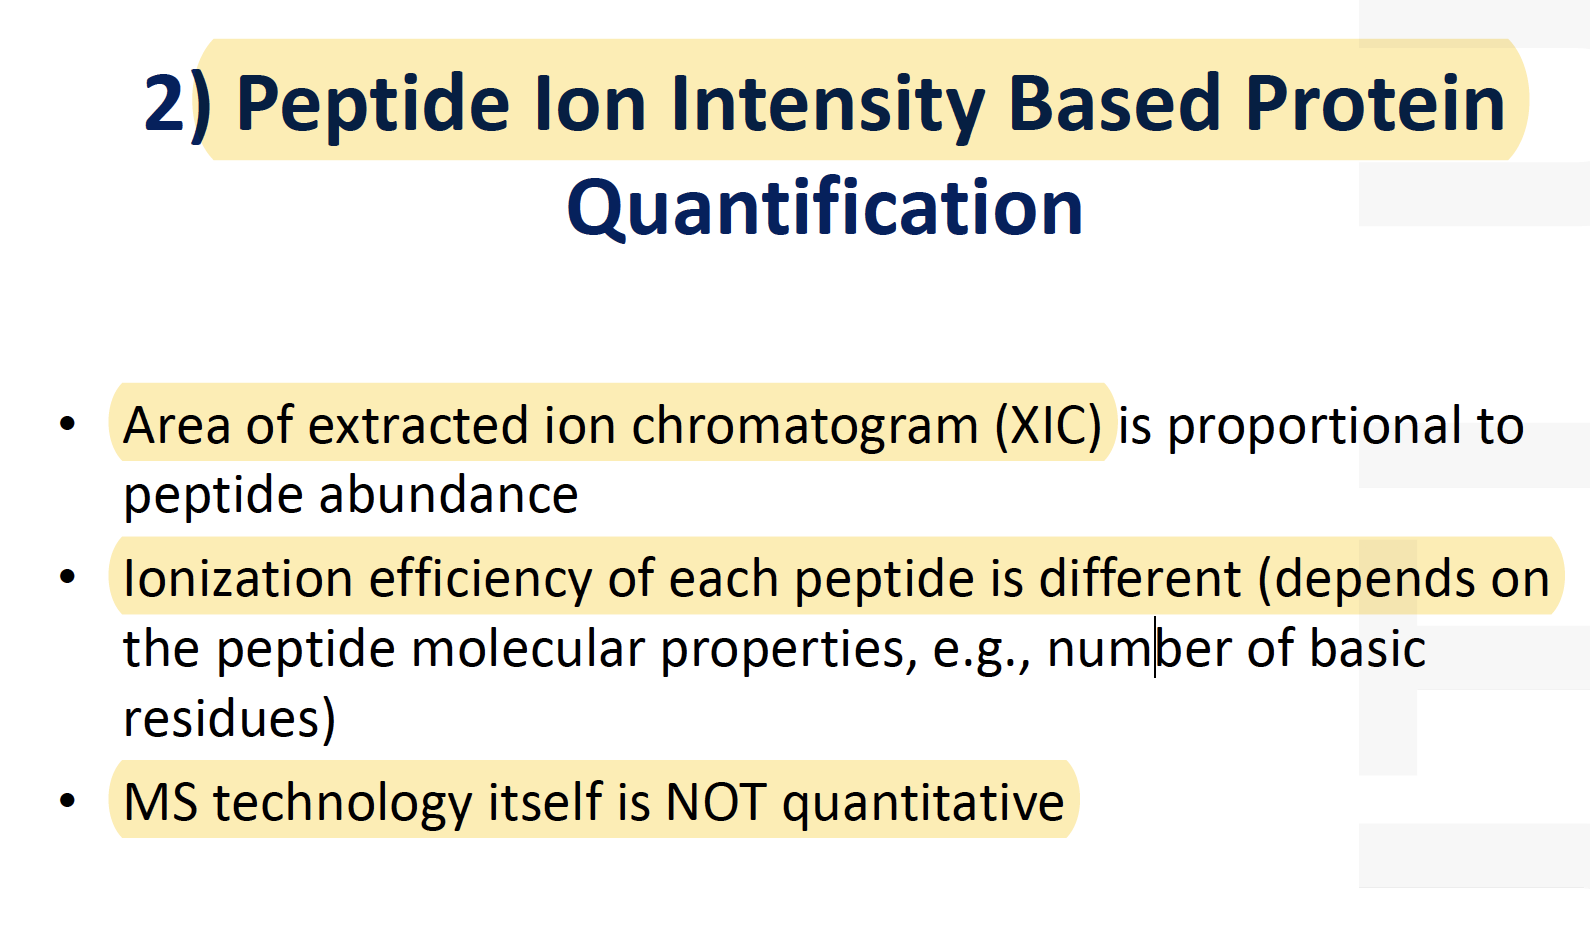 2) Peptide Ion Intensity Based Protein
Quantification
• Area of extracted ion chromatogram (XIC) is proportional to
peptide abundance
• Ionization efficiency of each peptide is different (depends on
the peptide molecular properties, e.g., number of basic
residues)
• MS technology itself is NOT quantitative